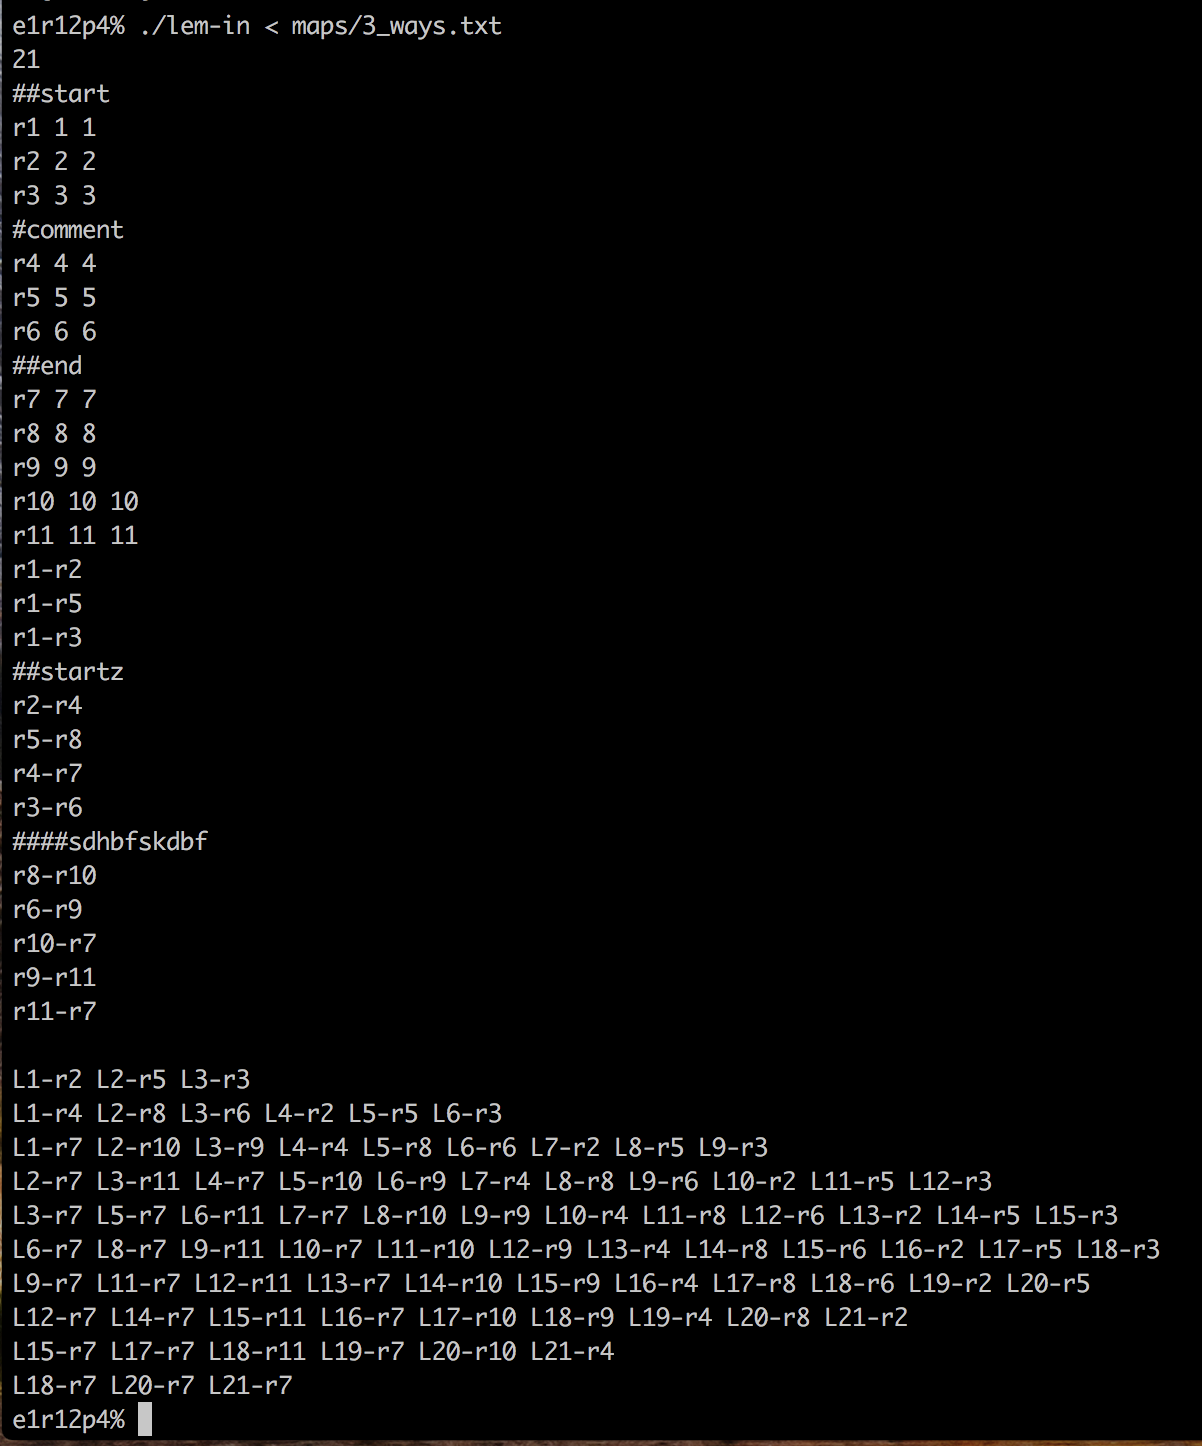 e1r12p4% ./lem-in < maps/3_ways.txt
21
##start
r1 1 1
r2 2 2
r3 3 3
#comment
r4 4 4
r5 5 5
r6 6 6
##end
r7 7 7
r8 8 8
r9 9 9
r10 10 10
r11 11 11
r1-r2
r1-r5
r1-r3
##startz
r2-r4
r5-r8
r4-r7
r3-r6
####sdhbfskdbf
r8-r10
r6-r9
r10-r7
r9-r11
r11-r7

L1-r2 L2-r5 L3-r3
L1-r4 L2-r8 L3-r6 L4-r2 L5-r5 L6-r3
L1-r7 L2-r10 L3-r9 L4-r4 L5-r8 L6-r6 L7-r2 L8-r5 L9-r3
L2-r7 L3-r11 L4-r7 L5-r10 L6-r9 L7-r4 L8-r8 L9-r6 L10-r2 L11-r5 L12-r3
L3-r7 L5-r7 L6-r11 L7-r7 L8-r10 L9-r9 L10-r4 L11-r8 L12-r6 L13-r2 L14-r5 L15-r3
L6-r7 L8-r7 L9-r11 L10-r7 L11-r10 L12-r9 L13-r4 L14-r8 L15-r6 L16-r2 L17-r5 L18-r3
L9-r7 L11-r7 L12-r11 L13-r7 L14-r10 L15-r9 L16-r4 L17-r8 L18-r6 L19-r2 L20-r5
L12-r7 L14-r7 L15-r11 L16-r7 L17-r10 L18-r9 L19-r4 L20-r8 L21-r2
L15-r7 L17-r7 L18-r11 L19-r7 L20-r10 L21-r4
L18-r7 L20-r7 L21-r7
e1r12p4%